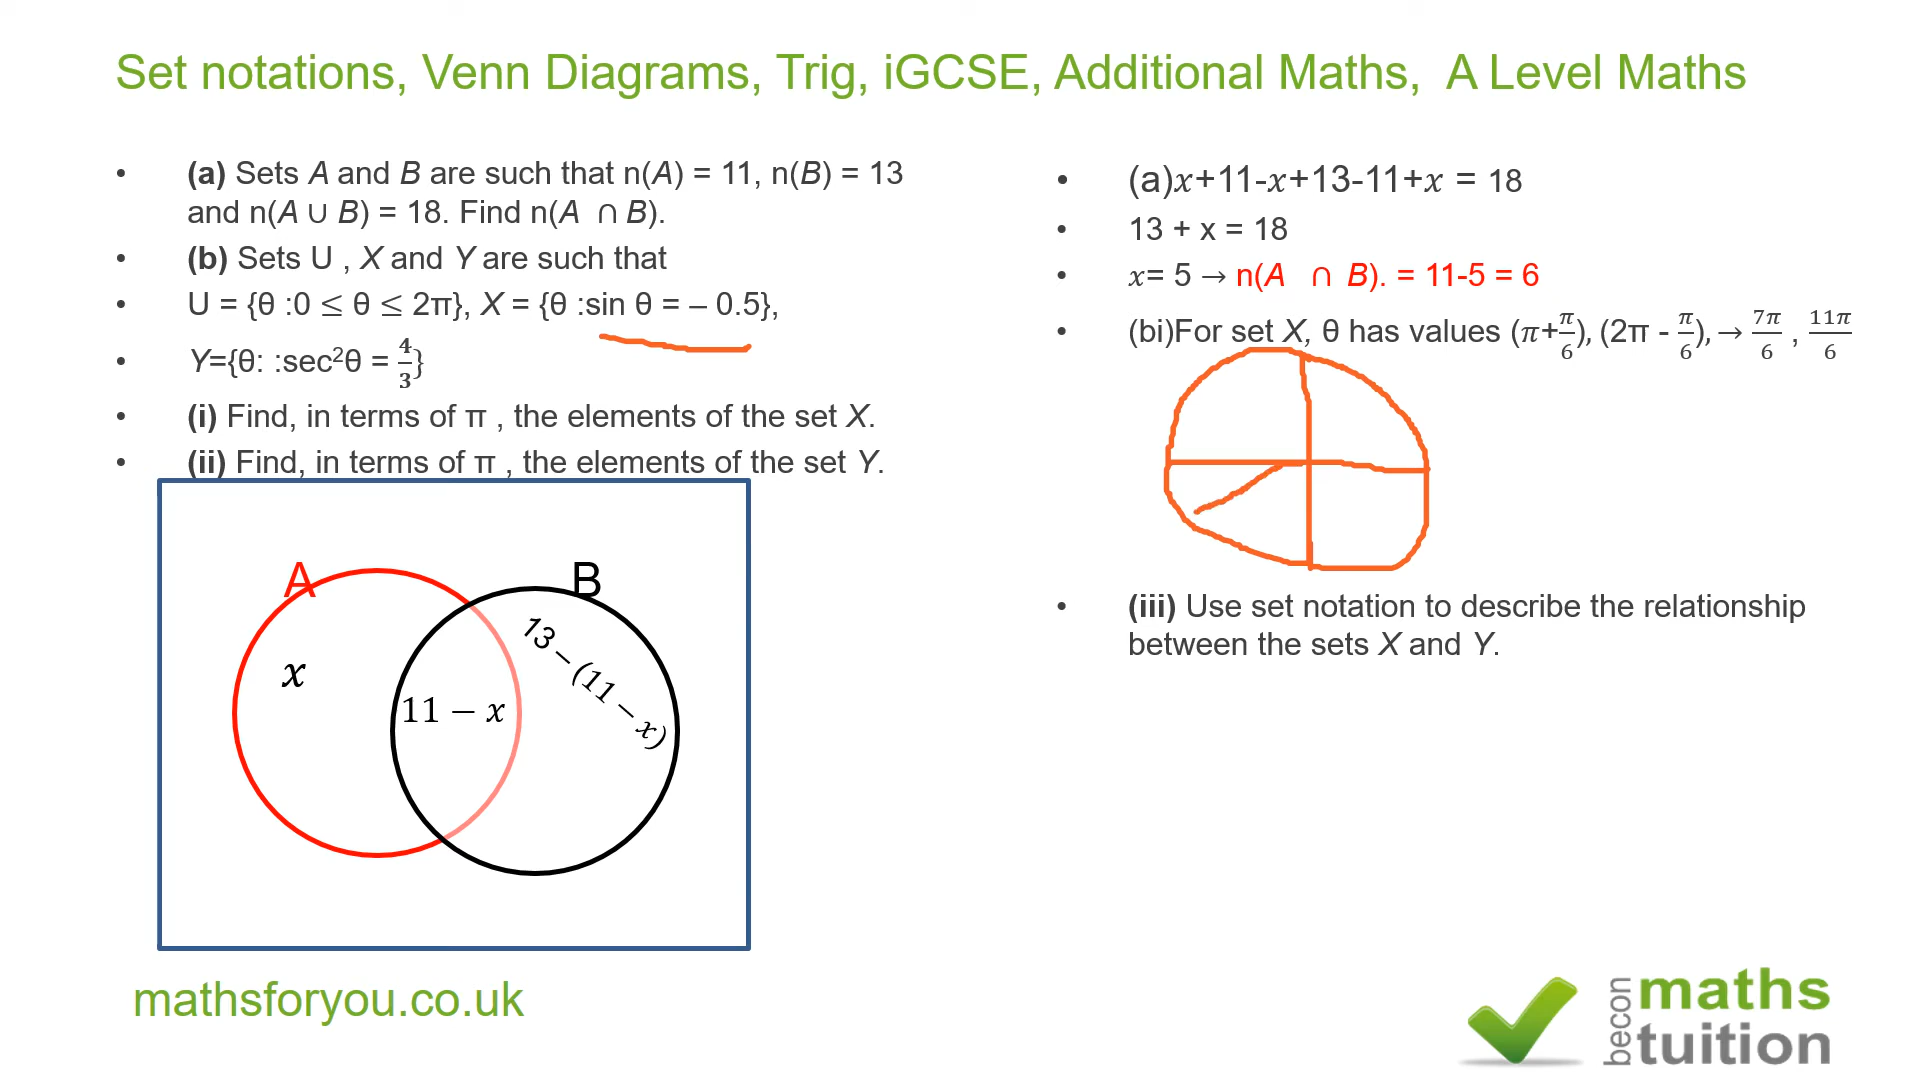 Set notations, Venn Diagrams, Trig, iGCSE, Additional Maths, A Level Maths
• (a) Sets A and B are such that n(A) = 11, n(B) = 13
and n(A ∪ B) = 18. Find n(A ∩ B).
• (b) Sets U , X and Y are such that
• U = {θ :0 ≤ θ ≤ 2π}, X = {θ :sin θ = – 0.5},
• Y={θ: :sec²θ = 4/3}
• (i) Find, in terms of π , the elements of the set X.
• (ii) Find, in terms of π , the elements of the set Y.
A
B
x
11 − x
13 − (11 − x)
mathsforyou.co.uk
• (a)x+11-x+13-11+x = 18
• 13 + x = 18
• x= 5 → n(A ∩ B). = 11-5 = 6
• (bi)For set X, θ has values (π+π/6), (2π - π/6), → 7π/6 , 11π/6
• (iii) Use set notation to describe the relationship
between the sets X and Y.
becon
maths
tuition